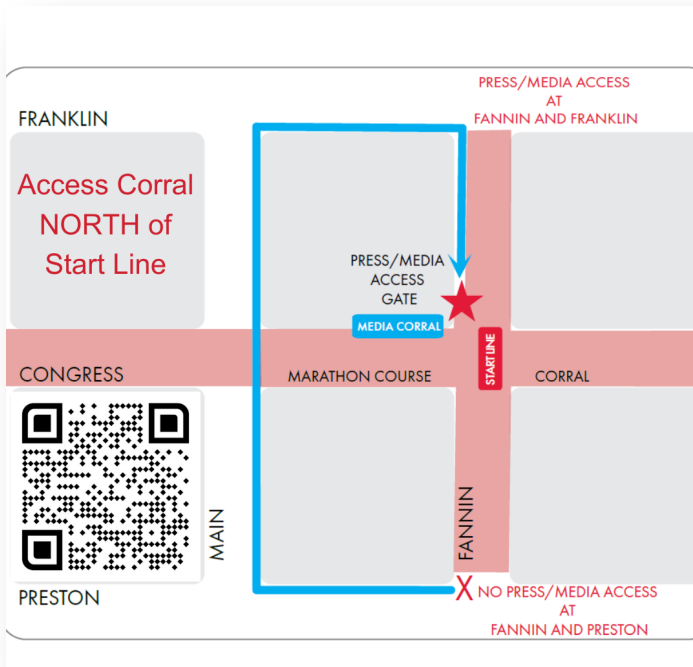 PRESS/MEDIA ACCESS
AT
FANNIN AND FRANKLIN
FRANKLIN
Access Corral
NORTH of
Start Line
PRESS/MEDIA
ACCESS
GATE
MEDIA CORRAL
START LINE
CONGRESS
MARATHON COURSE
CORRAL
MAIN
FANNIN
PRESTON
X NO PRESS/MEDIA ACCESS
AT
FANNIN AND PRESTON